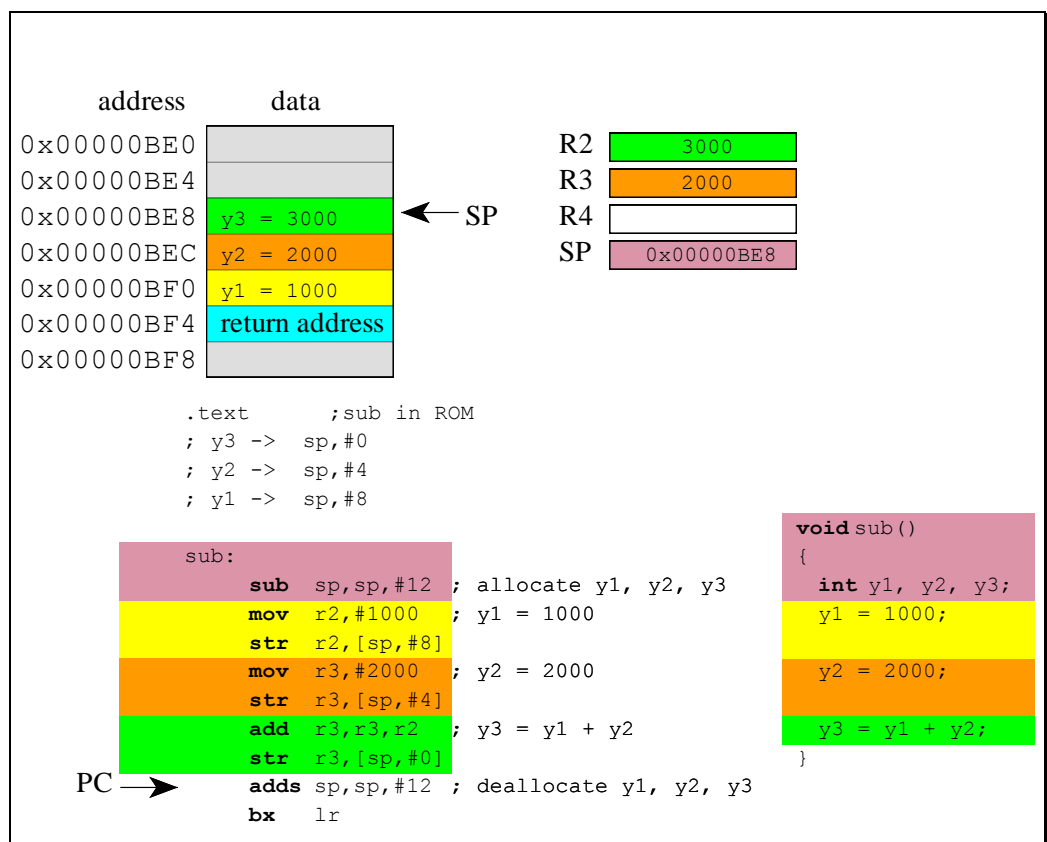 address data
0x00000BE0
0x00000BE4
0x00000BE8 y3 = 3000 SP
0x00000BEC y2 = 2000
0x00000BF0 y1 = 1000
0x00000BF4 return address
0x00000BF8
R2 3000
R3 2000
R4
SP 0x00000BE8
.text ;sub in ROM
; y3 -> sp,#0
; y2 -> sp,#4
; y1 -> sp,#8
sub:
sub sp,sp,#12 ; allocate y1, y2, y3
mov r2,#1000 ; y1 = 1000
str r2,[sp,#8]
mov r3,#2000 ; y2 = 2000
str r3,[sp,#4]
add r3,r3,r2 ; y3 = y1 + y2
str r3,[sp,#0]
PC adds sp,sp,#12 ; deallocate y1, y2, y3
bx lr
void sub()
{
int y1, y2, y3;
y1 = 1000;
y2 = 2000;
y3 = y1 + y2;
}